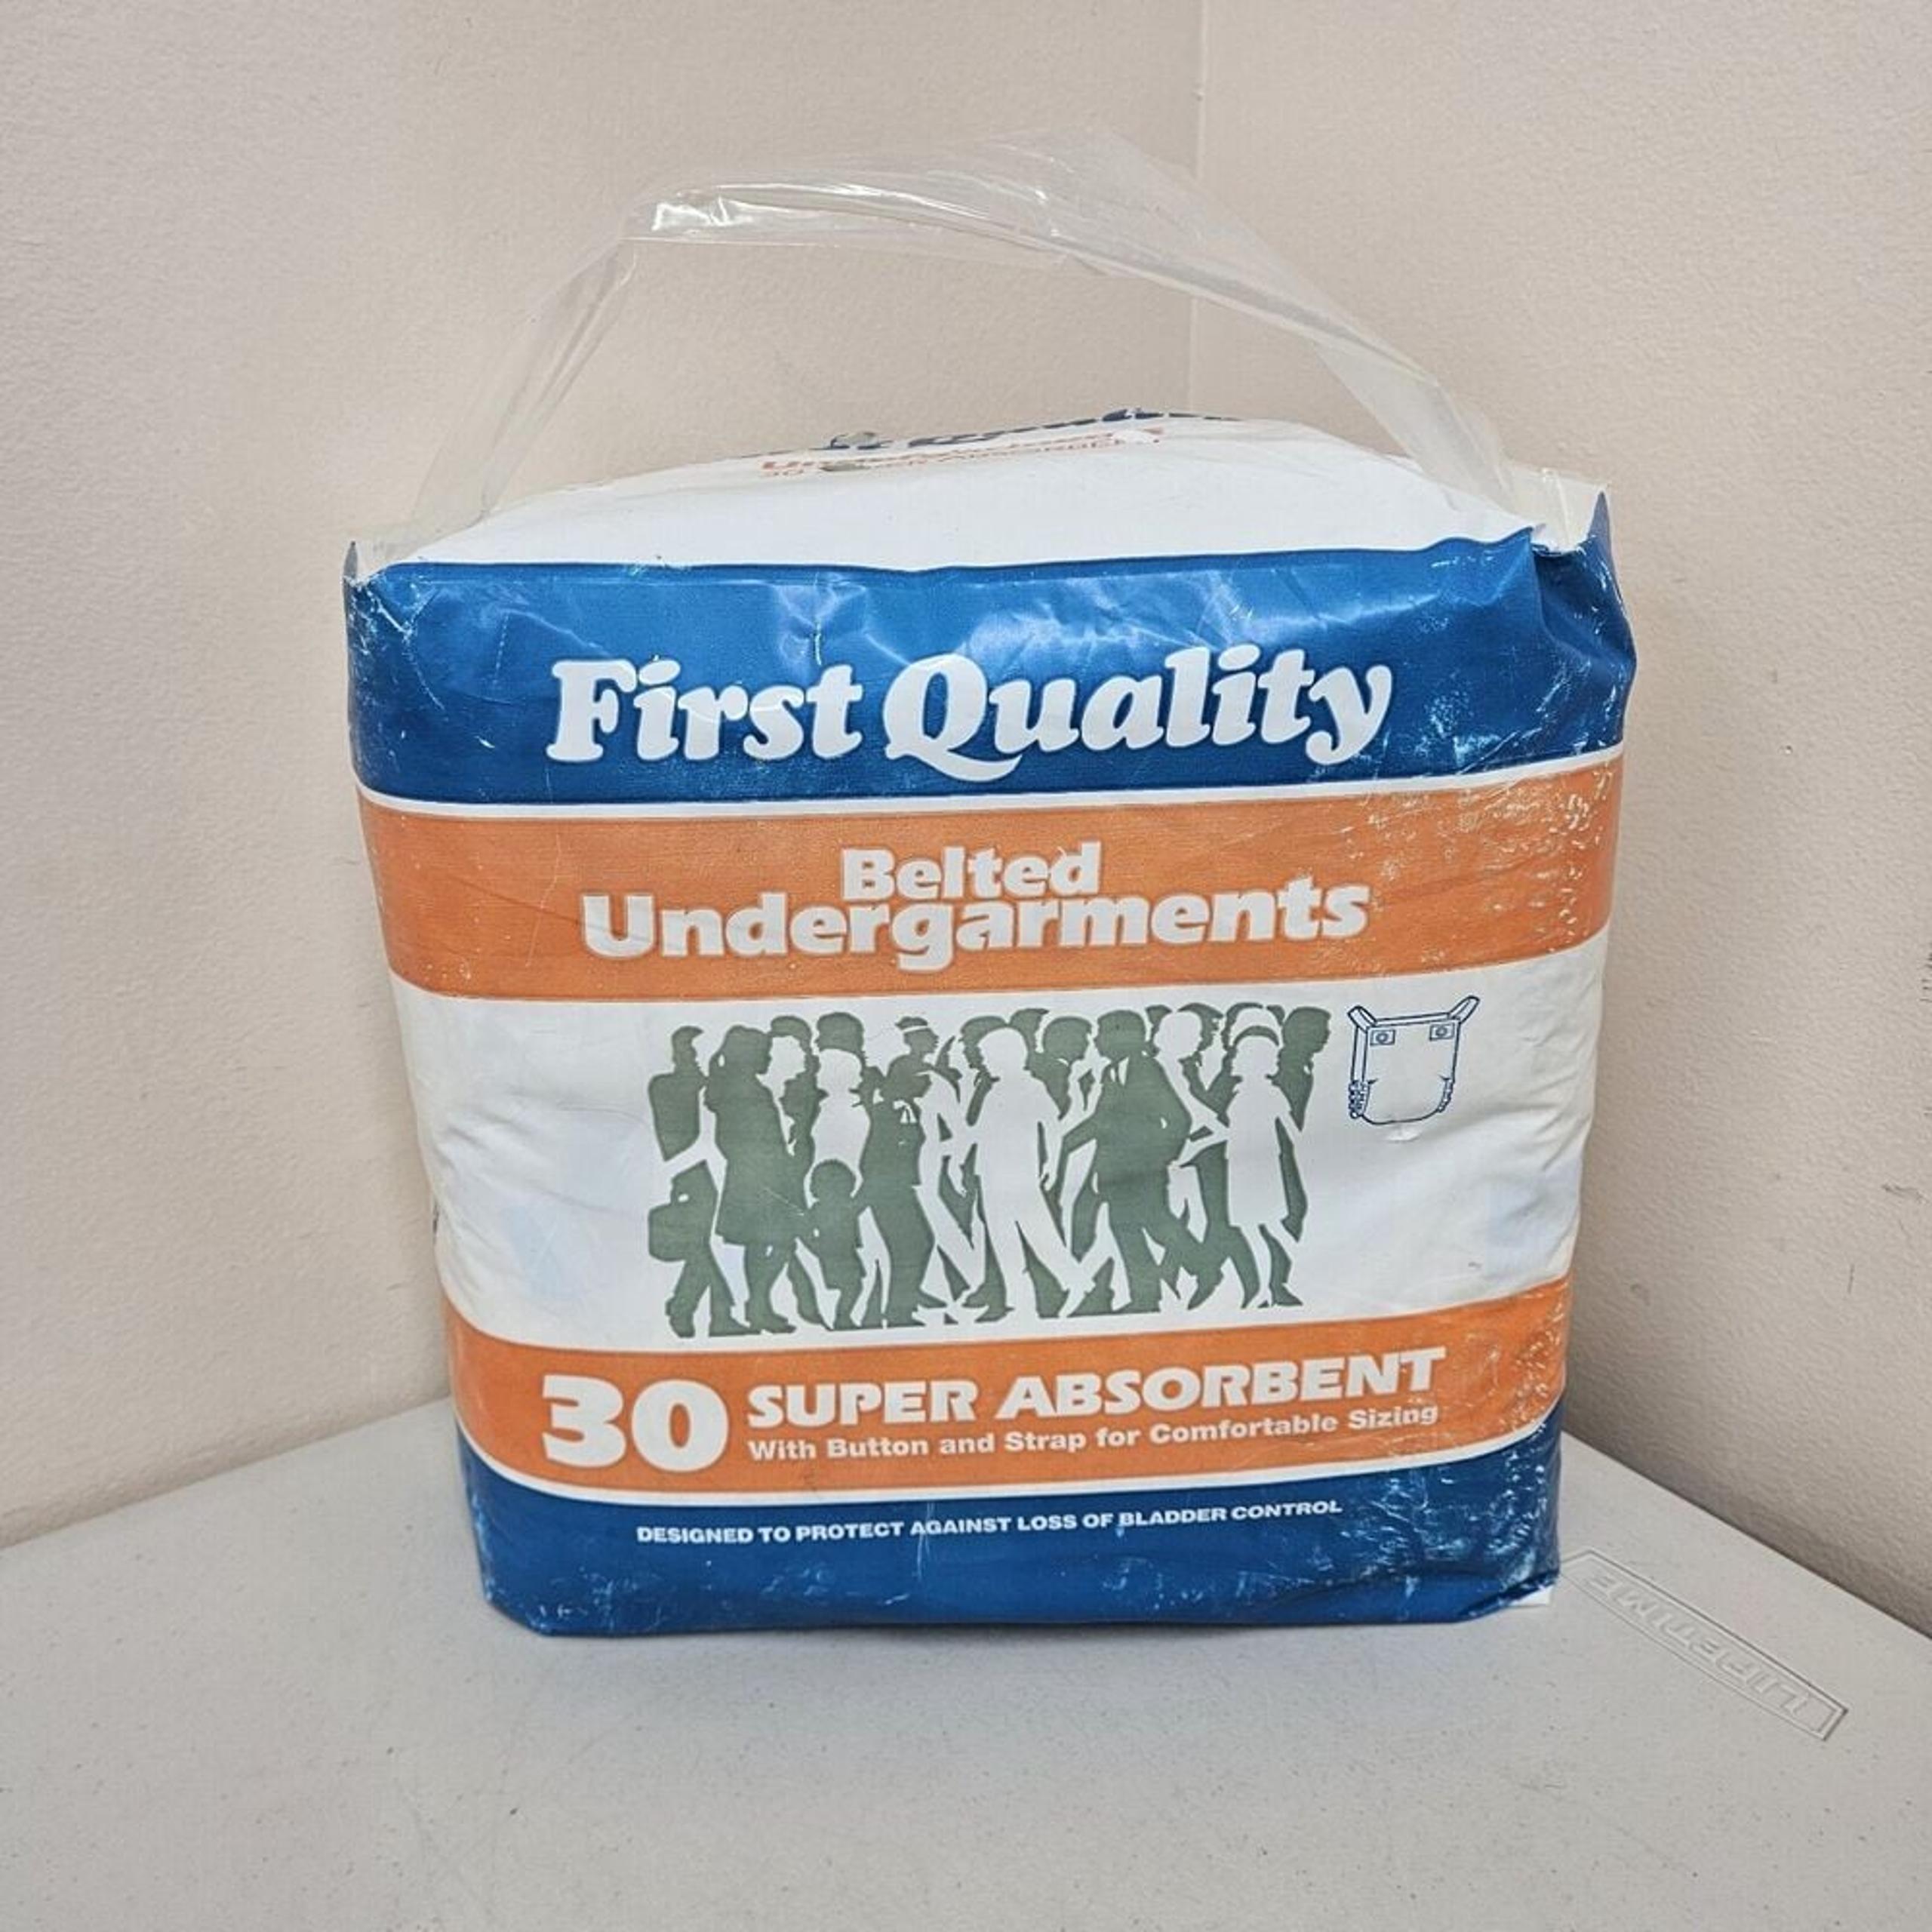 First Quality
Belted
Undergarments
30 SUPER ABSORBENT
With Button and Strap for Comfortable Sizing
DESIGNED TO PROTECT AGAINST LOSS OF BLADDER CONTROL
LIFETIME